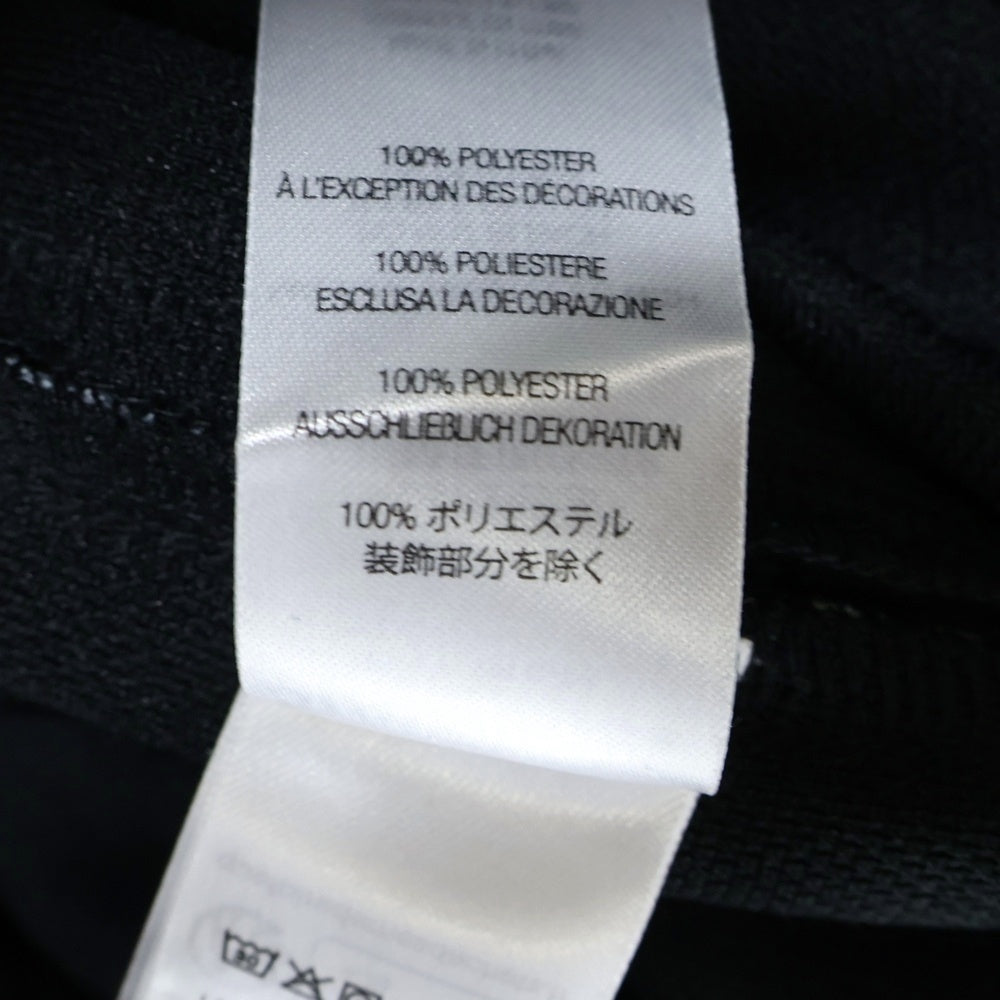 100% POLYESTER
À L'EXCEPTION DES DÉCORATIONS
100% POLIESTERE
ESCLUSA LA DECORAZIONE
100% POLYESTER
AUSSCHLIEBLICH DEKORATION
100% ポリエステル
装飾部分を除く